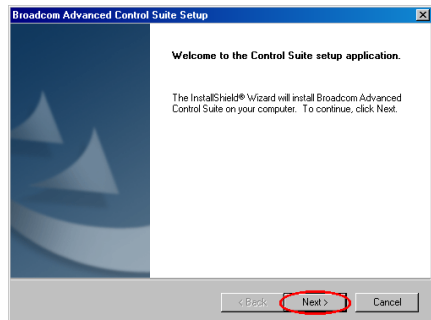 Broadcom Advanced Control Suite Setup
Welcome to the Control Suite setup application.
The InstallShield® Wizard will install Broadcom Advanced
Control Suite on your computer. To continue, click Next.
< Back
Next >
Cancel